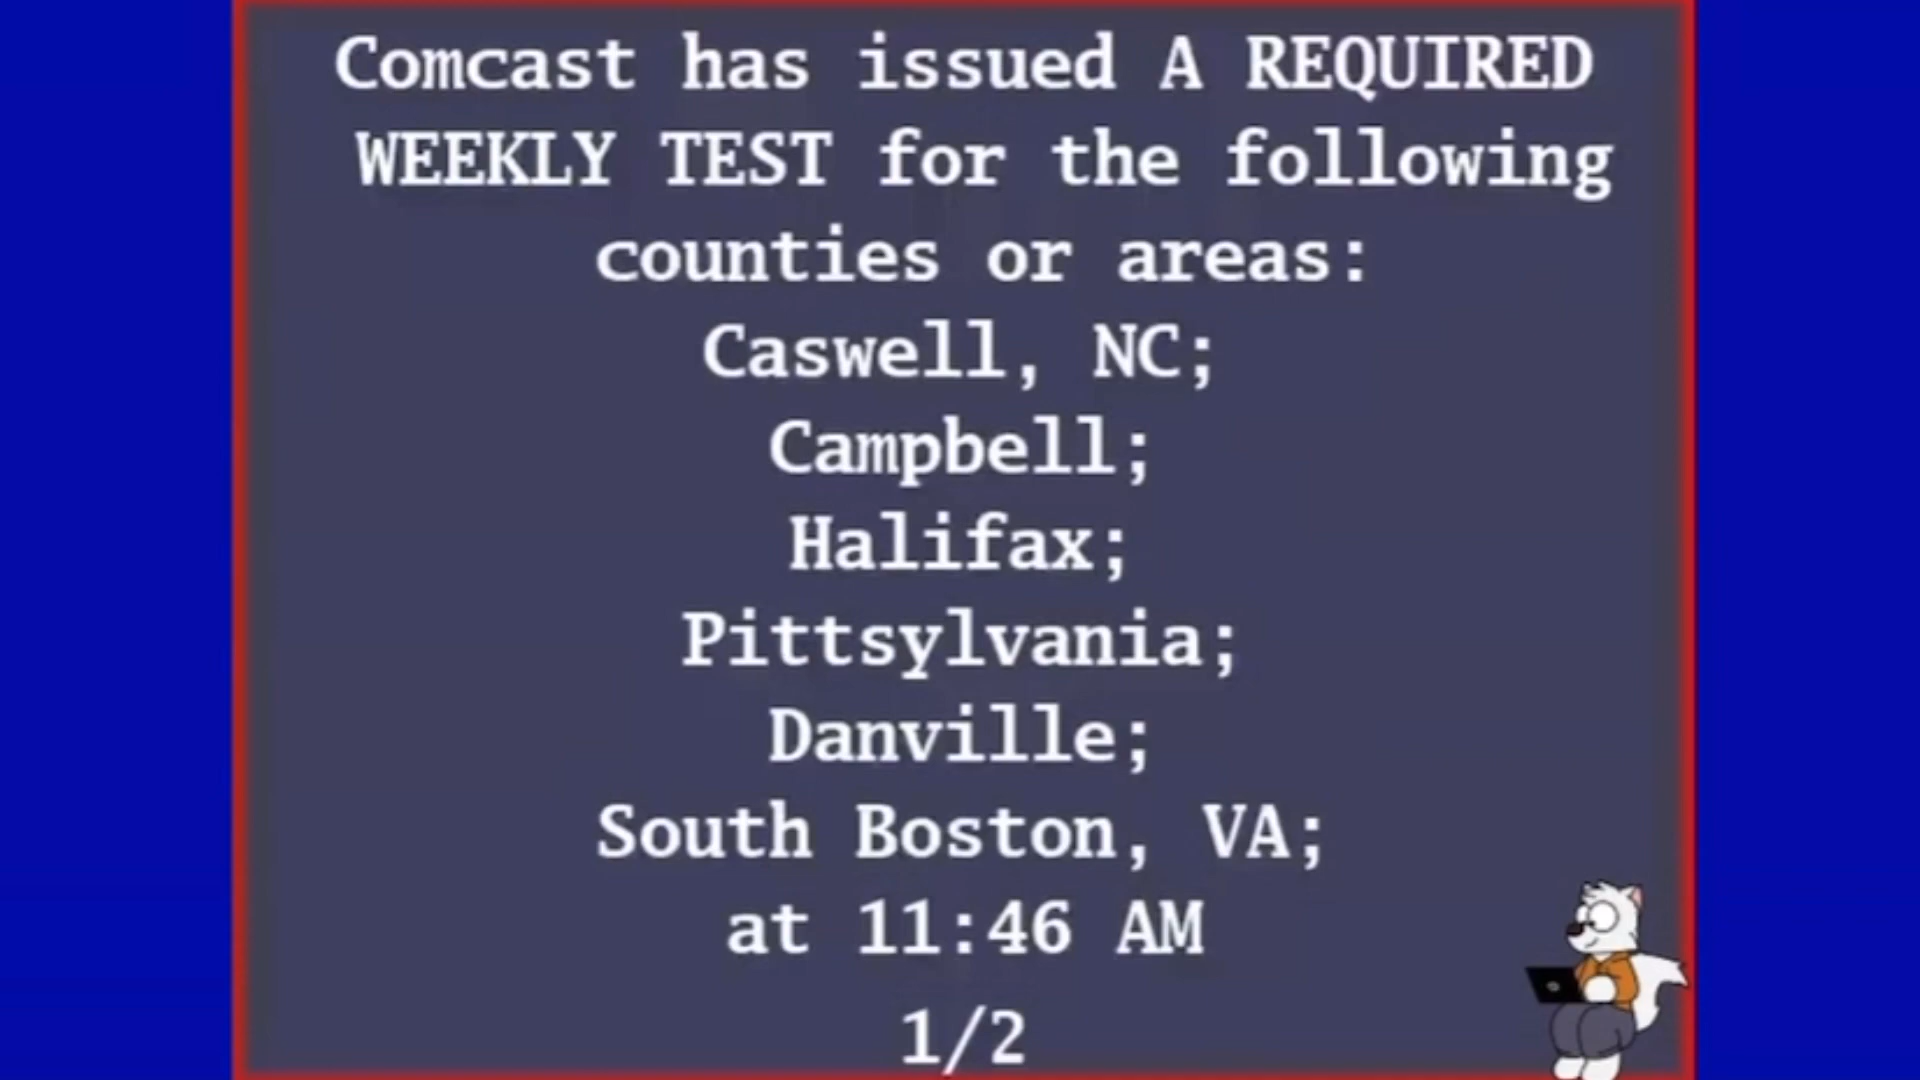 Comcast has issued A REQUIRED
WEEKLY TEST for the following
counties or areas:
Caswell, NC;
Campbell;
Halifax;
Pittsylvania;
Danville;
South Boston, VA;
at 11:46 AM
1/2